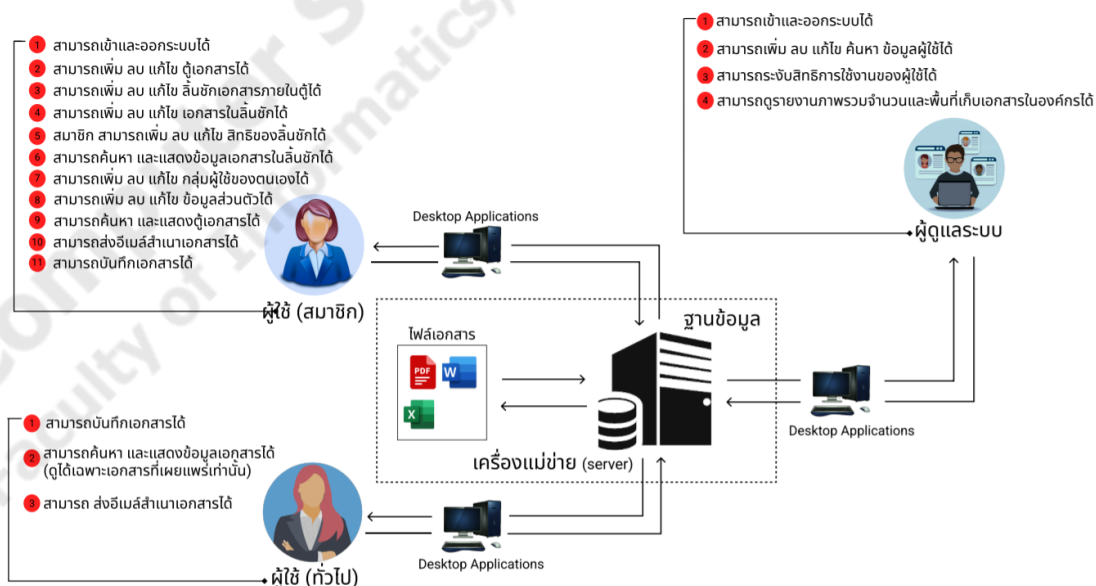 1 สามารถเข้าและออกระบบได้
2 สามารถเพิ่ม ลบ แก้ไข ตู้เอกสารได้
3 สามารถเพิ่ม ลบ แก้ไข ลิ้นชักเอกสารภายในตู้ได้
4 สามารถเพิ่ม ลบ แก้ไข เอกสารในลิ้นชักได้
5 สมาชิก สามารถเพิ่ม ลบ แก้ไข สิทธิของลิ้นชักได้
6 สามารถค้นหา และแสดงข้อมูลเอกสารในลิ้นชักได้
7 สามารถเพิ่ม ลบ แก้ไข กลุ่มผู้ใช้ของตนเองได้
8 สามารถเพิ่ม ลบ แก้ไข ข้อมูลส่วนตัวได้
9 สามารถค้นหา และแสดงตู้เอกสารได้
10 สามารถส่งอีเมล์สำเนาเอกสารได้
11 สามารถบันทึกเอกสารได้
ผู้ใช้ (สมาชิก)
Desktop Applications
1 สามารถเข้าและออกระบบได้
2 สามารถเพิ่ม ลบ แก้ไข ค้นหา ข้อมูลผู้ใช้ได้
3 สามารถระงับสิทธิการใช้งานของผู้ใช้ได้
4 สามารถดูรายงานภาพรวมจำนวนและพื้นที่เก็บเอกสารในองค์กรได้
ผู้ดูแลระบบ
ฐานข้อมูล
ไฟล์เอกสาร
PDF
W
X
เครื่องแม่ข่าย (server)
Desktop Applications
1 สามารถบันทึกเอกสารได้
2 สามารถค้นหา และแสดงข้อมูลเอกสารได้
(ดูได้เฉพาะเอกสารที่เผยแพร่เท่านั้น)
3 สามารถ ส่งอีเมล์สำเนาเอกสารได้
ผู้ใช้ (ทั่วไป)
Desktop Applications
Computer S
Faculty of Informatics,